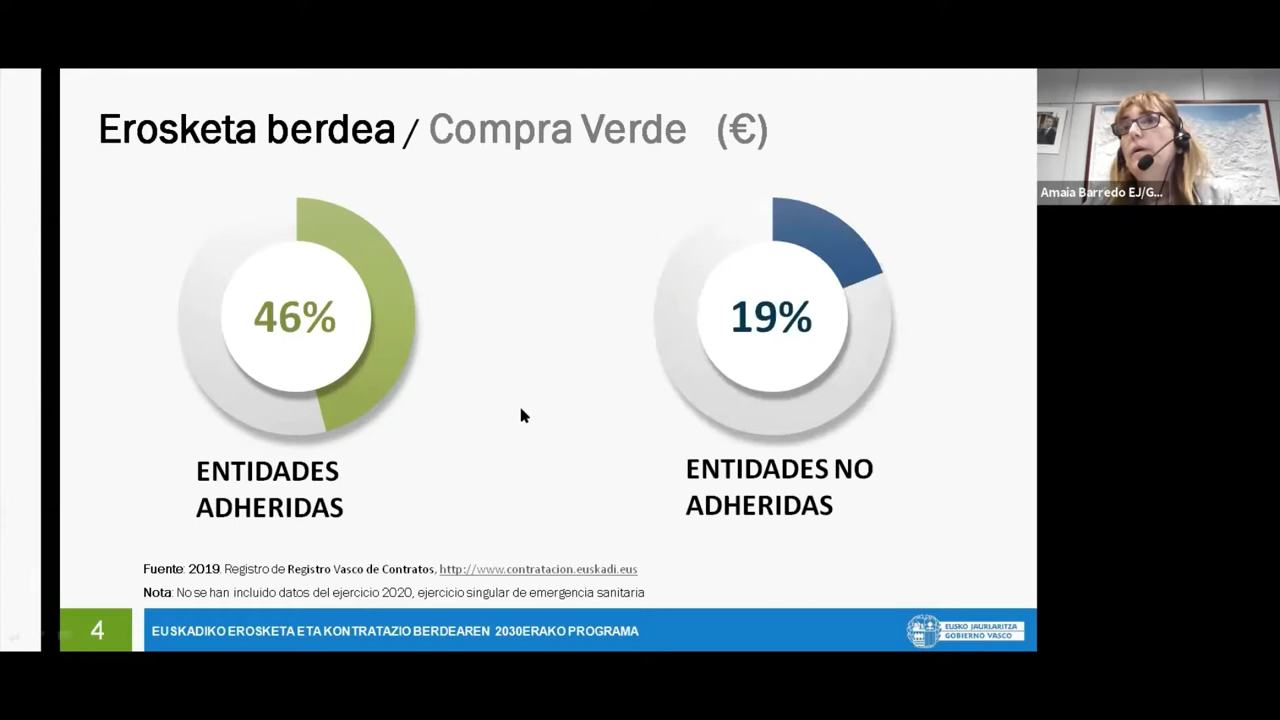 Erosketa berdea / Compra Verde (€)
46%
19%
ENTIDADES
ADHERIDAS
ENTIDADES NO
ADHERIDAS
Fuente: 2019. Registro de Registro Vasco de Contratos, http://www.contratacion.euskadi.eus
Nota: No se han incluido datos del ejercicio 2020, ejercicio singular de emergencia sanitaria
4
EUSKADIKO EROSKETA ETA KONTRATAZIO BERDEAREN 2030ERAKO PROGRAMA
EUSKO JAURLARITZA
GOBIERNO VASCO
Amaia Barredo EJ/G...